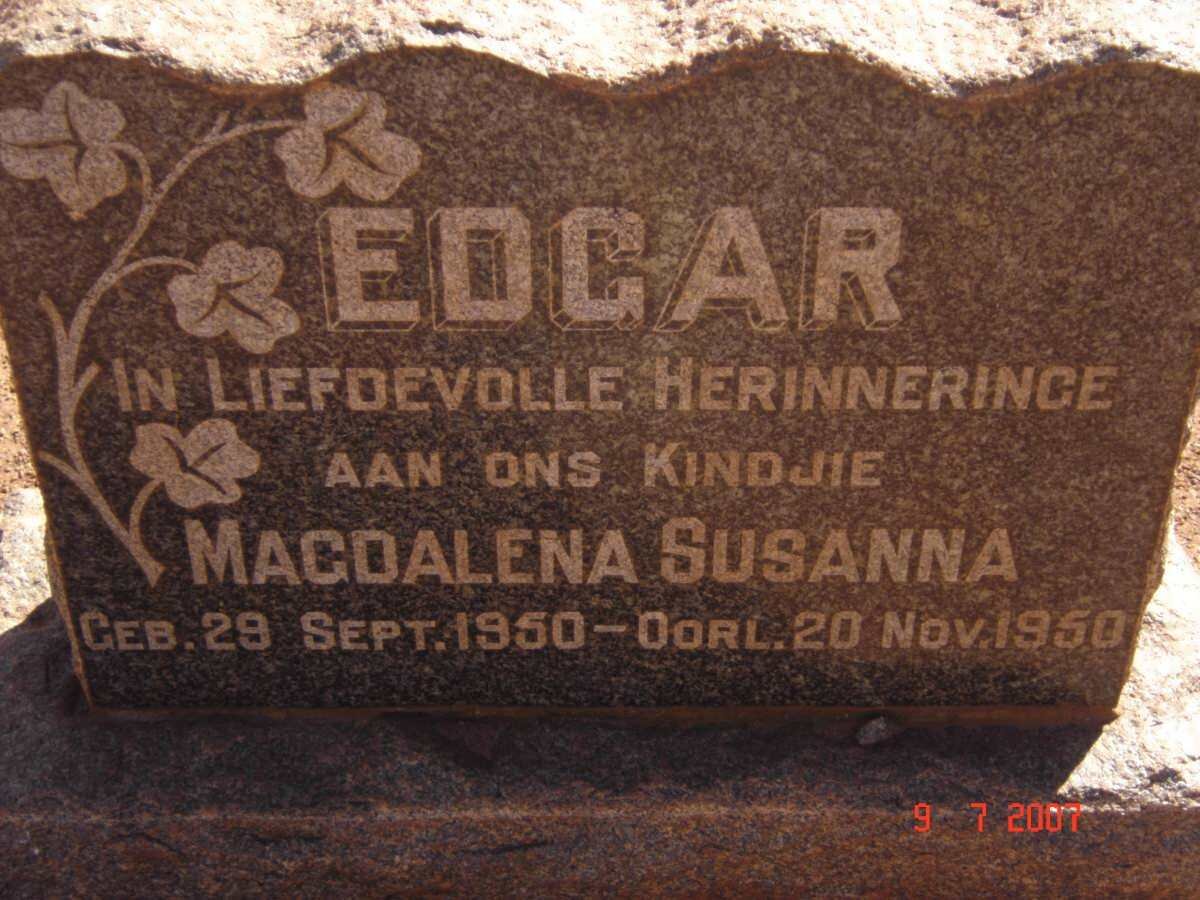 EDGAR
IN LIEFDEVOLLE HERINNERINGE
AAN ONS KINDJIE
MAGDALENA SUSANNA
GEB. 29 SEPT. 1950 - OORL. 20 NOV. 1950
9 7 2007